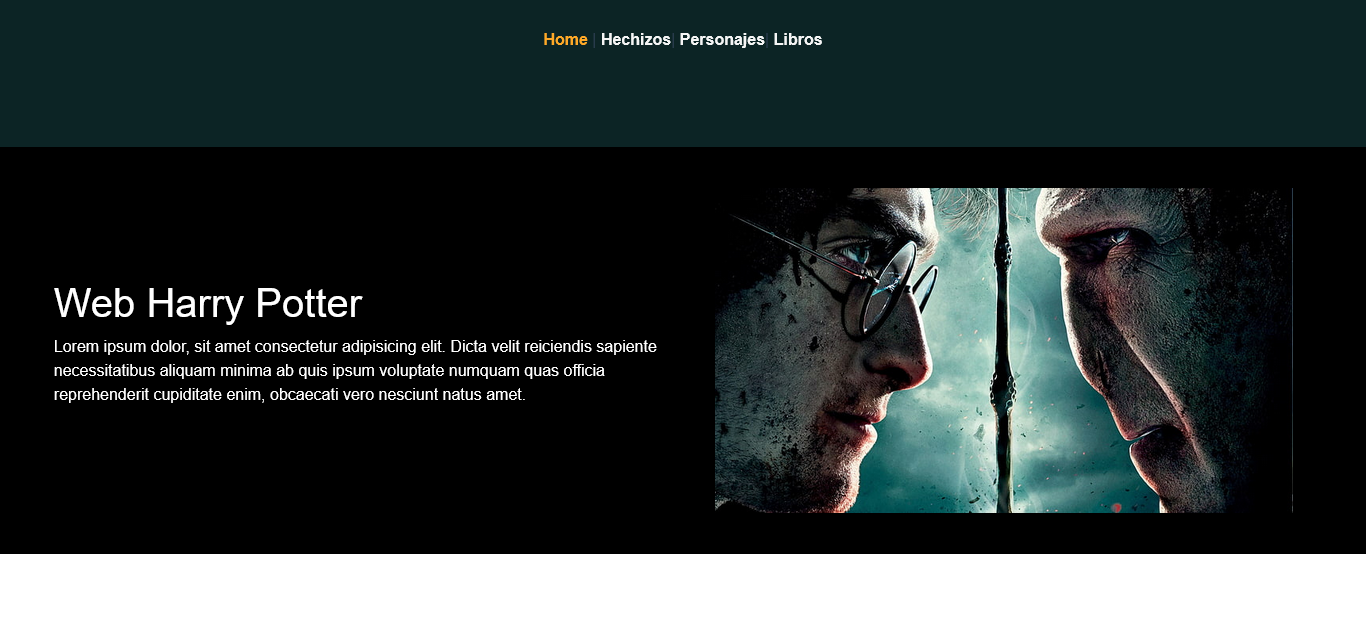 Home | Hechizos| Personajes| Libros
Web Harry Potter
Lorem ipsum dolor, sit amet consectetur adipisicing elit. Dicta velit reiciendis sapiente
necessitatibus aliquam minima ab quis ipsum voluptate numquam quas officia
reprehenderit cupiditate enim, obcaecati vero nesciunt natus amet.